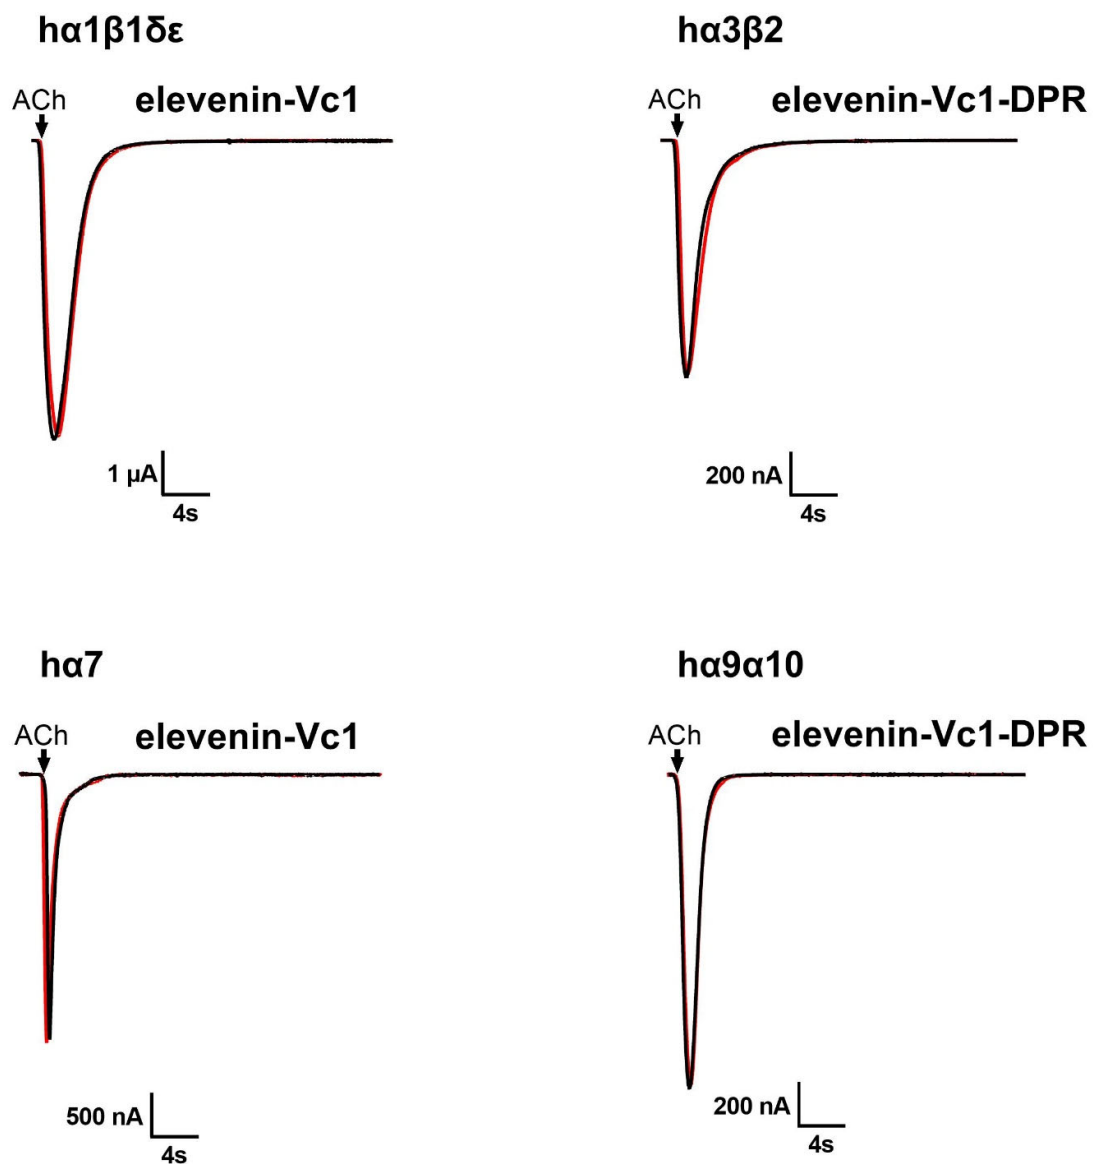 hα1β1δε
ACh
elevenin-Vc1
1 µA
4s
hα3β2
ACh
elevenin-Vc1-DPR
200 nA
4s
hα7
ACh
elevenin-Vc1
500 nA
4s
hα9α10
ACh
elevenin-Vc1-DPR
200 nA
4s